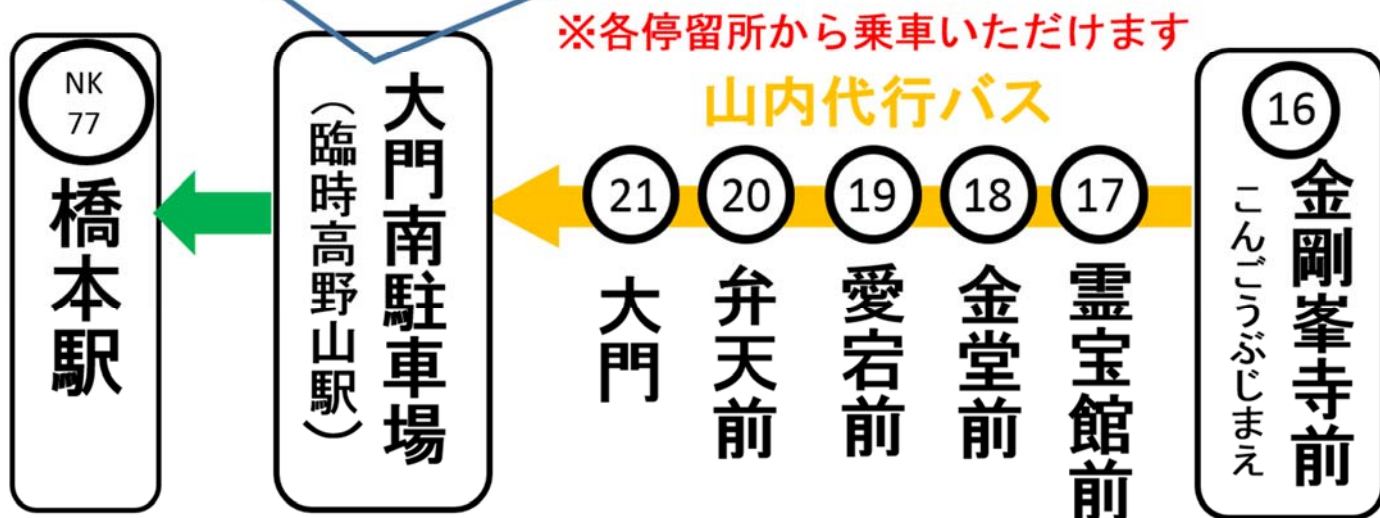 ※各停留所から乗車いただけます
山内代行バス
NK
77
橋本駅
大門南駐車場
（臨時高野山駅）
21
大門
20
弁天前
19
愛宕前
18
金堂前
17
霊宝館前
16
金剛峯寺前
こんごうぶじまえ